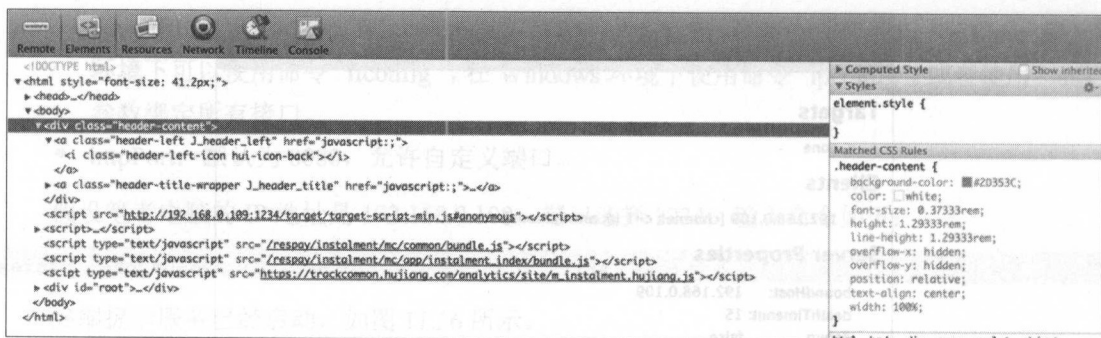 Remote Elements Resources Network Timeline Console
<!DOCTYPE html>
▼<html style="font-size: 41.2px;">
▶<head>…</head>
▼<body>
▼<div class="header-content">
▼<a class="header-left J_header_left" href="javascript:;">
<i class="header-left-icon hui-icon-back"></i>
</a>
▶<a class="header-title-wrapper J_header_title" href="javascript:;">…</a>
</div>
<script src="http://192.168.0.109:1234/target/target-script-min.js#anonymous"></script>
▶<script>…</script>
<script type="text/javascript" src="/respay/instalment/mc/common/bundle.js"></script>
<script type="text/javascript" src="/respay/instalment/mc/app/instalment_index/bundle.js"></script>
<scipt type="text/javascript" src="https://trackcommon.hujiang.com/analytics/site/m_instalment.hujiang.js"></scipt>
▶<div id="root">…</div>
</body>
</html>
▶ Computed Style Show inherited
▼ Styles
element.style {
}
Matched CSS Rules
.header-content {
background-color: #2D353C;
color: white;
font-size: 0.37333rem;
height: 1.29333rem;
line-height: 1.29333rem;
overflow-x: hidden;
overflow-y: hidden;
position: relative;
text-align: center;
width: 100%;
}